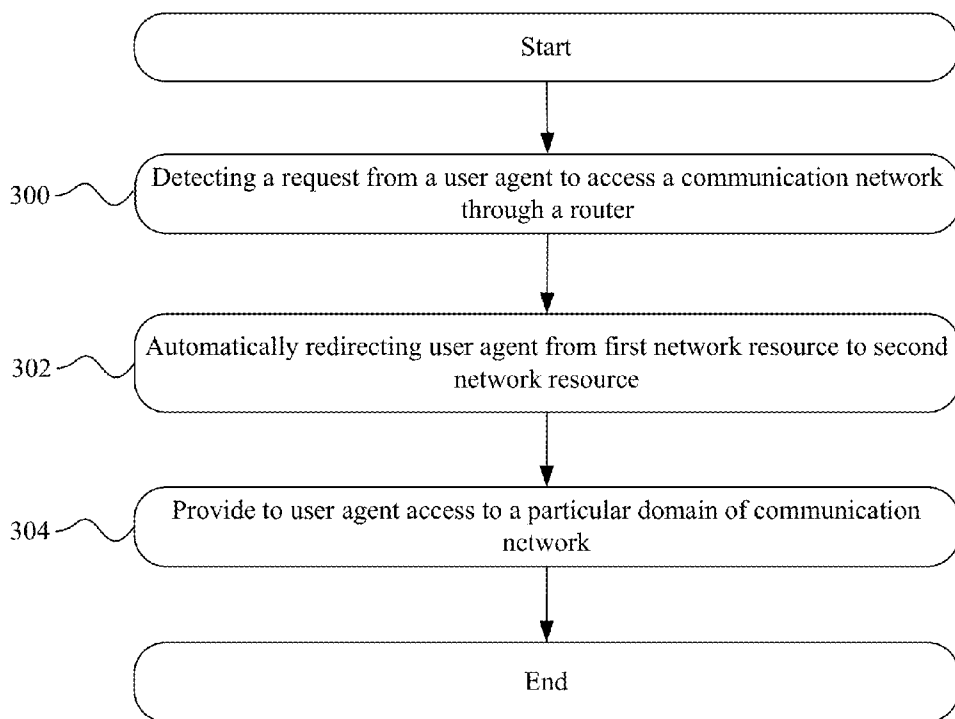 Start
300
Detecting a request from a user agent to access a communication network
through a router
302
Automatically redirecting user agent from first network resource to second
network resource
304
Provide to user agent access to a particular domain of communication
network
End